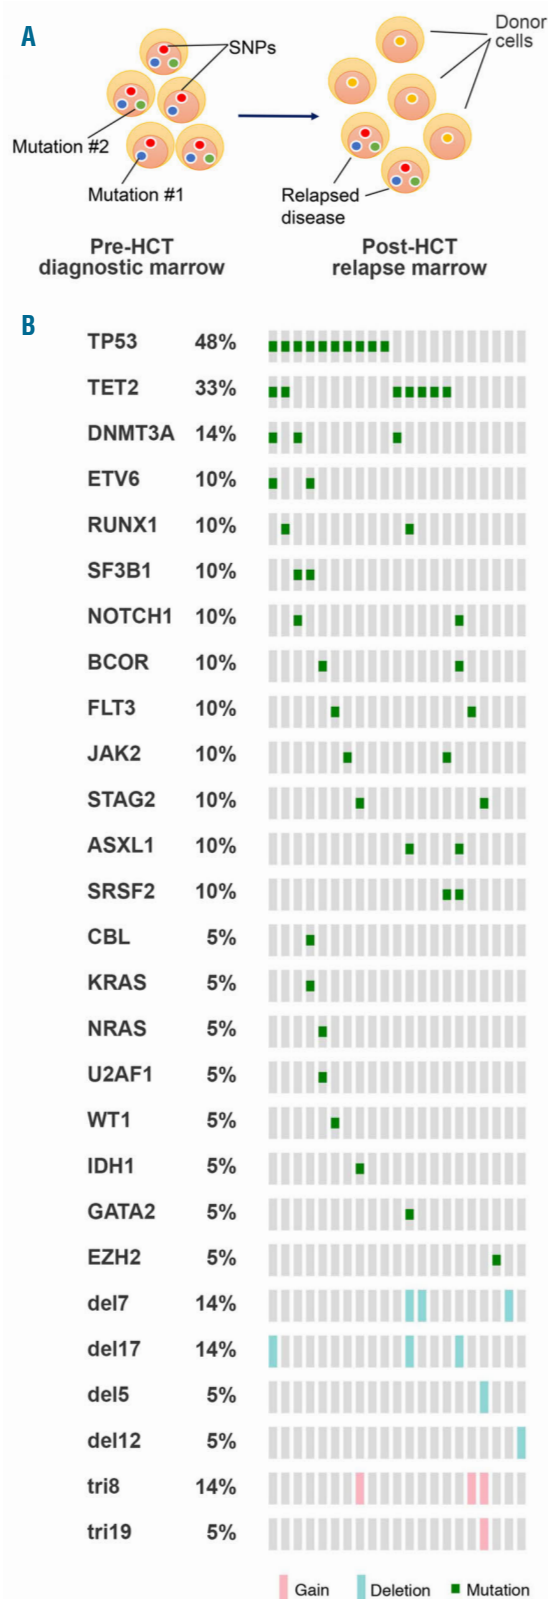 A
SNPs
Donor
cells
Mutation #2
Mutation #1
Relapsed
disease
Pre-HCT
diagnostic marrow
Post-HCT
relapse marrow
B
TP53 48%
TET2 33%
DNMT3A 14%
ETV6 10%
RUNX1 10%
SF3B1 10%
NOTCH1 10%
BCOR 10%
FLT3 10%
JAK2 10%
STAG2 10%
ASXL1 10%
SRSF2 10%
CBL 5%
KRAS 5%
NRAS 5%
U2AF1 5%
WT1 5%
IDH1 5%
GATA2 5%
EZH2 5%
del7 14%
del17 14%
del5 5%
del12 5%
tri8 14%
tri19 5%
Gain Deletion Mutation